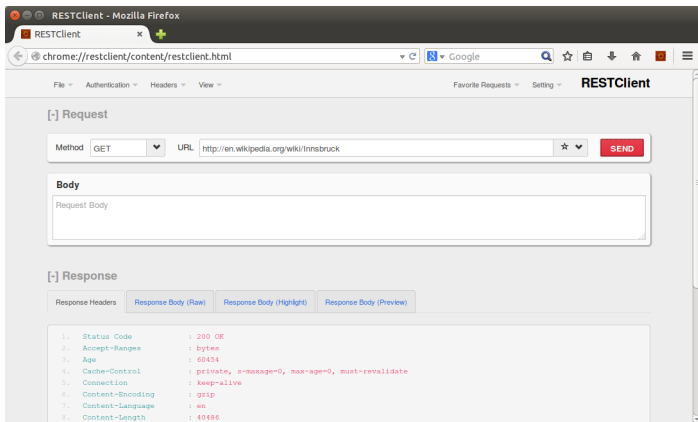 RESTClient - Mozilla Firefox
RESTClient
chrome://restclient/content/restclient.html
Google
File Authentication Headers View Favorite Requests Setting RESTClient
[-] Request
Method GET URL http://en.wikipedia.org/wiki/Innsbruck SEND
Body
Request Body
[-] Response
Response Headers Response Body (Raw) Response Body (Highlight) Response Body (Preview)
1. Status Code : 200 OK
2. Accept-Ranges : bytes
3. Age : 60454
4. Cache-Control : private, s-maxage=0, max-age=0, must-revalidate
5. Connection : keep-alive
6. Content-Encoding : gzip
7. Content-Language : en
8. Content-Length : 40486